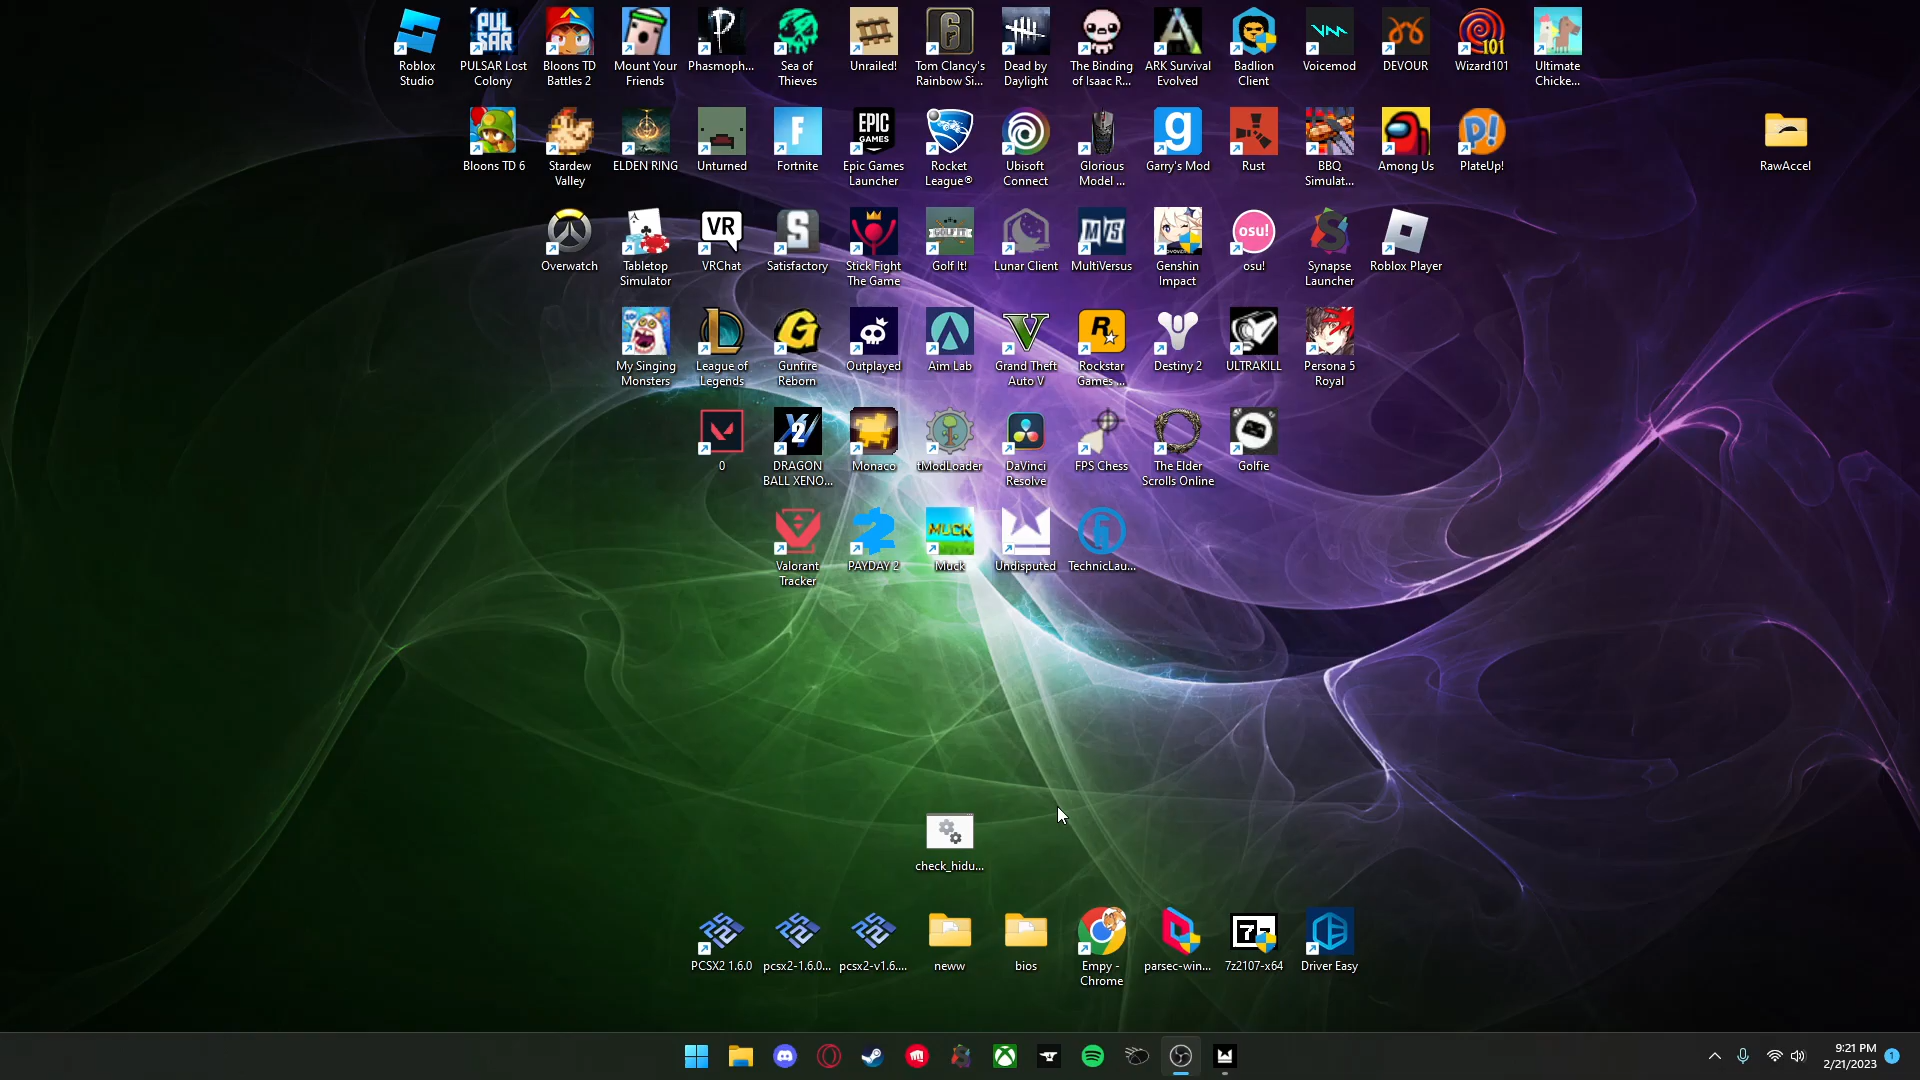 Roblox
Studio
PULSAR Lost
Colony
Bloons TD
Battles 2
Mount Your
Friends
Phasmoph...
Sea of
Thieves
Unrailed!
Tom Clancy's
Rainbow Si...
Dead by
Daylight
The Binding
of Isaac R...
ARK Survival
Evolved
Badlion
Client
Voicemod
DEVOUR
Wizard101
Ultimate
Chicke...
Bloons TD 6
Stardew
Valley
ELDEN RING
Unturned
Fortnite
Epic Games
Launcher
Rocket
League®
Ubisoft
Connect
Glorious
Model ...
Garry's Mod
Rust
BBQ
Simulat...
Among Us
PlateUp!
RawAccel
Overwatch
Tabletop
Simulator
VRChat
Satisfactory
Stick Fight
The Game
Golf It!
Lunar Client
MultiVersus
Genshin
Impact
osu!
Synapse
Launcher
Roblox Player
My Singing
Monsters
League of
Legends
Gunfire
Reborn
Outplayed
Aim Lab
Grand Theft
Auto V
Rockstar
Games ...
Destiny 2
ULTRAKILL
Persona 5
Royal
0
DRAGON
BALL XENO...
Monaco
tModLoader
DaVinci
Resolve
FPS Chess
The Elder
Scrolls Online
Golfie
Valorant
Tracker
PAYDAY 2
Muck
Undisputed
TechnicLau...
check_hidu...
PCSX2 1.6.0
pcsx2-1.6.0...
pcsx2-v1.6....
neww
bios
Empy -
Chrome
parsec-win...
7z2107-x64
Driver Easy
9:21 PM
2/21/2023
1